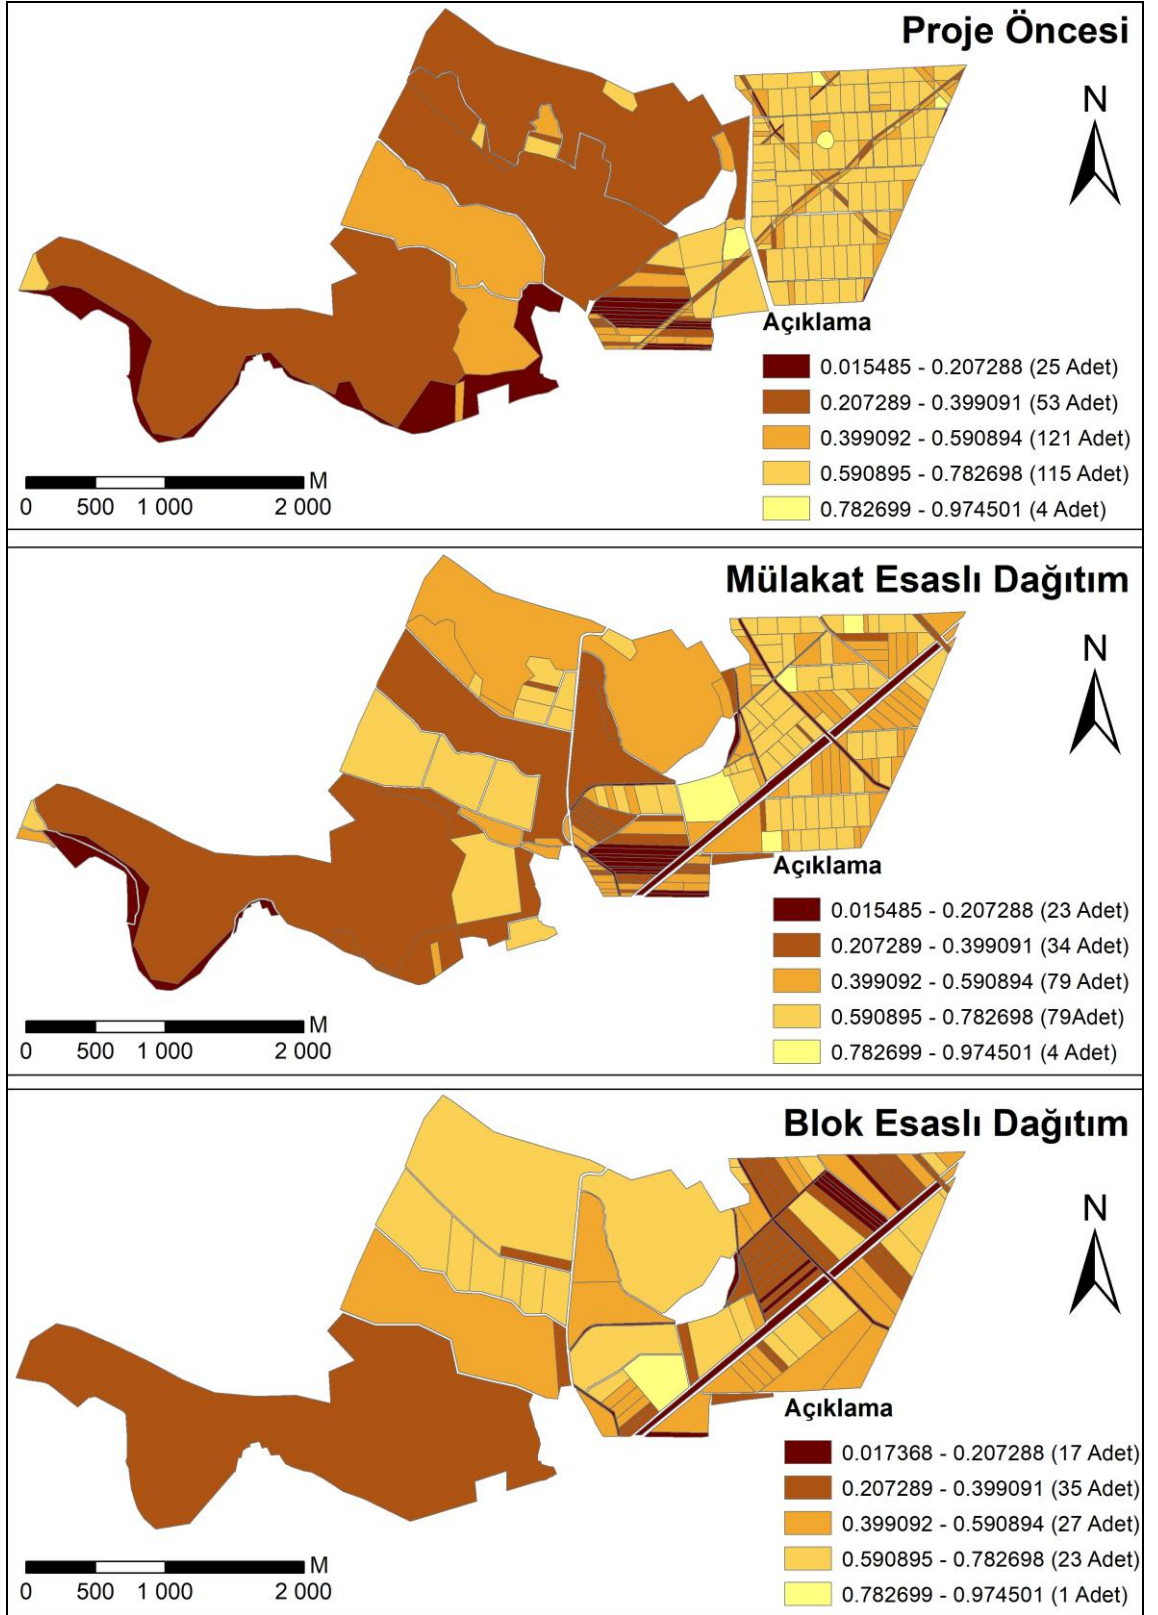 Proje Öncesi
N
Açıklama
0.015485 - 0.207288 (25 Adet)
0.207289 - 0.399091 (53 Adet)
0.399092 - 0.590894 (121 Adet)
0.590895 - 0.782698 (115 Adet)
0.782699 - 0.974501 (4 Adet)
M
0 500 1 000 2 000
Mülakat Esaslı Dağıtım
N
Açıklama
0.015485 - 0.207288 (23 Adet)
0.207289 - 0.399091 (34 Adet)
0.399092 - 0.590894 (79 Adet)
0.590895 - 0.782698 (79Adet)
0.782699 - 0.974501 (4 Adet)
M
0 500 1 000 2 000
Blok Esaslı Dağıtım
N
Açıklama
0.017368 - 0.207288 (17 Adet)
0.207289 - 0.399091 (35 Adet)
0.399092 - 0.590894 (27 Adet)
0.590895 - 0.782698 (23 Adet)
0.782699 - 0.974501 (1 Adet)
M
0 500 1 000 2 000